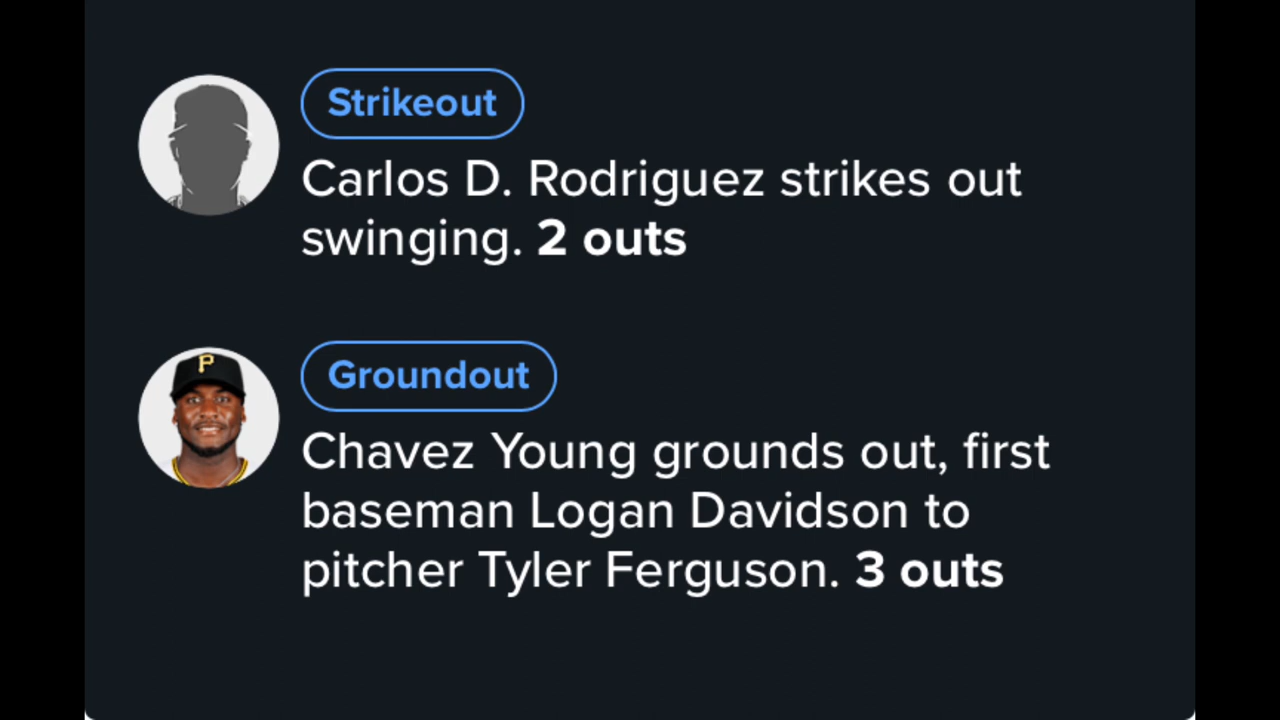 Strikeout
Carlos D. Rodriguez strikes out
swinging. 2 outs
P
Groundout
Chavez Young grounds out, first
baseman Logan Davidson to
pitcher Tyler Ferguson. 3 outs